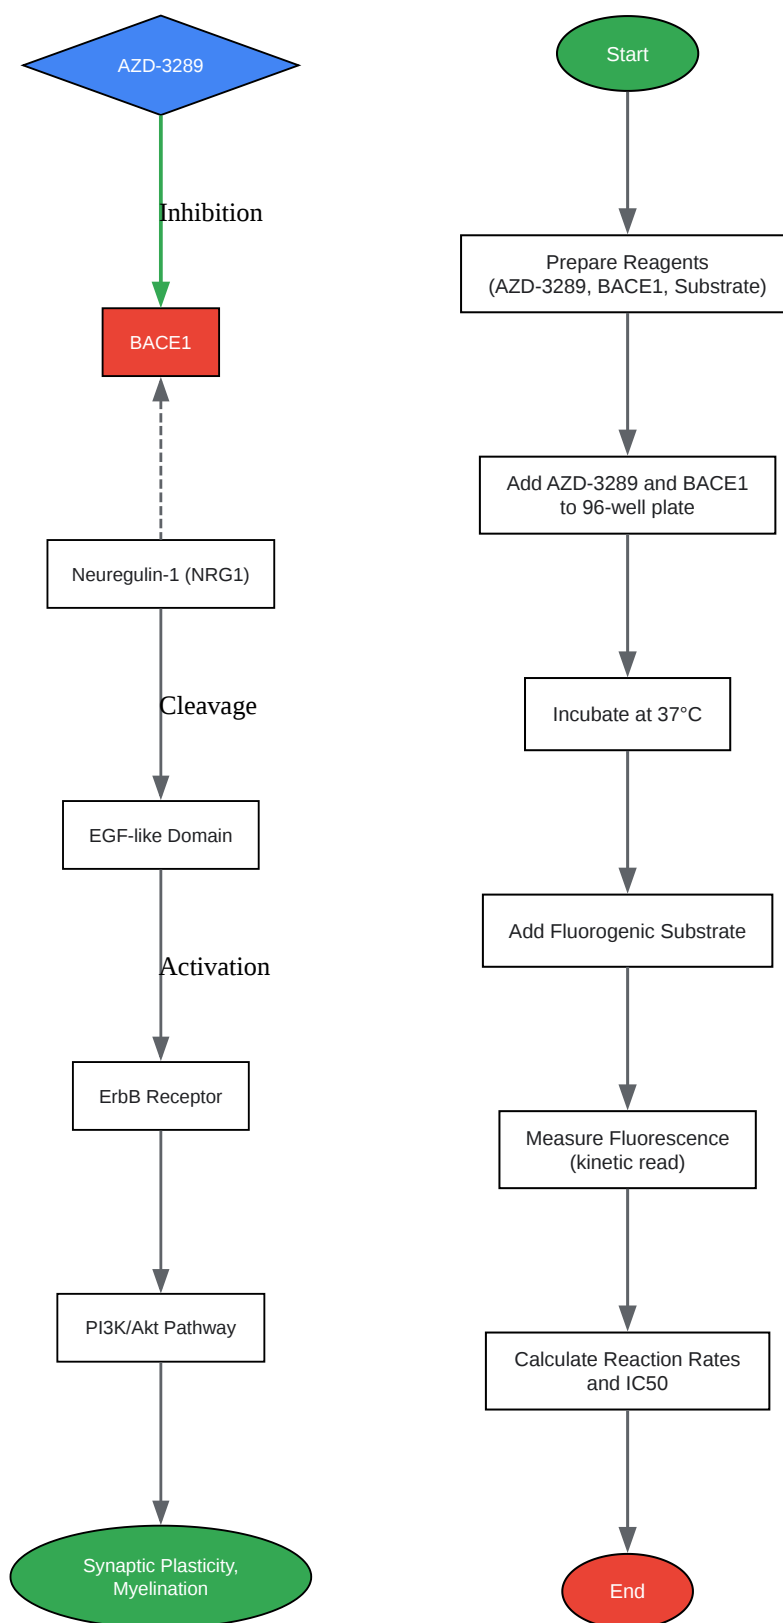 AZD-3289
Inhibition
BACE1
Neuregulin-1 (NRG1)
Cleavage
EGF-like Domain
Activation
ErbB Receptor
PI3K/Akt Pathway
Synaptic Plasticity,
Myelination
Start
Prepare Reagents
(AZD-3289, BACE1, Substrate)
Add AZD-3289 and BACE1
to 96-well plate
Incubate at 37°C
Add Fluorogenic Substrate
Measure Fluorescence
(kinetic read)
Calculate Reaction Rates
and IC50
End